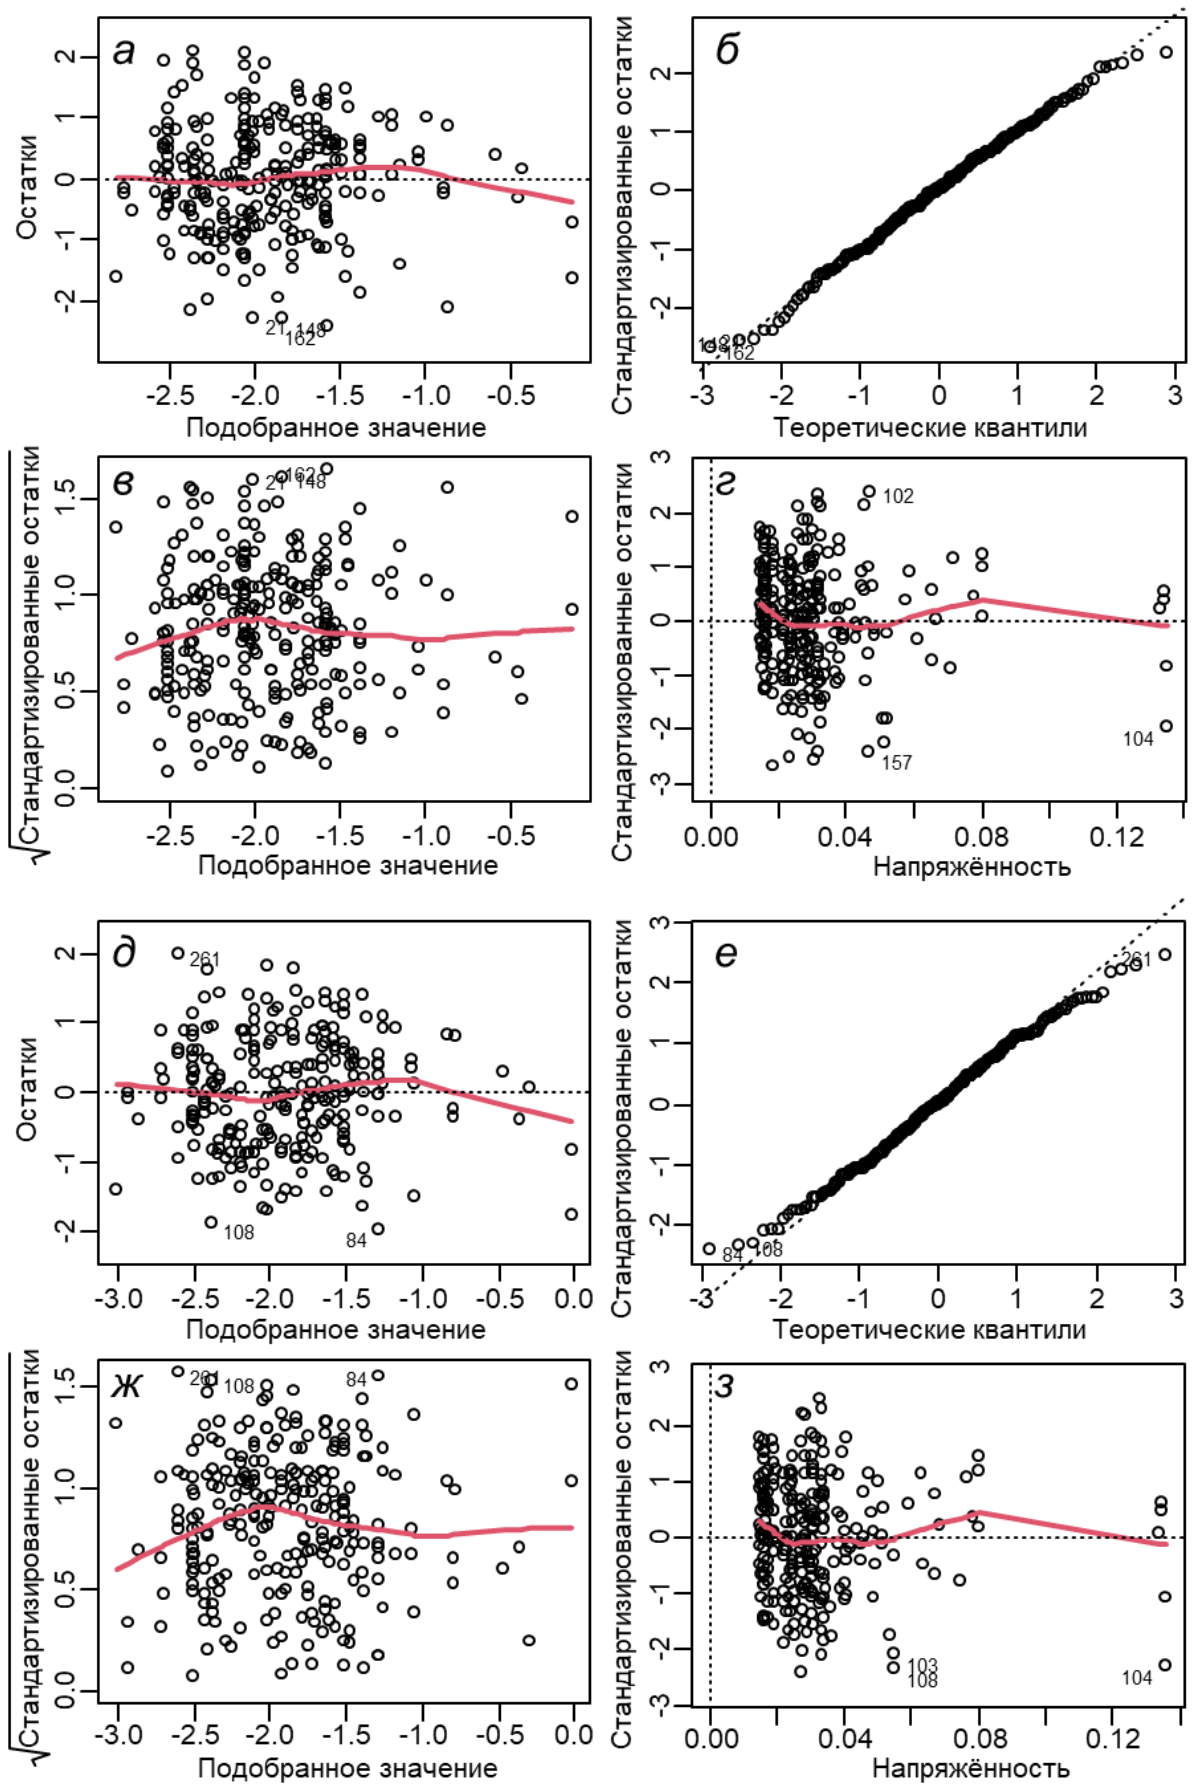 а
Остатки
2
1
0
-1
-2
21
148
162
-2.5 -2.0 -1.5 -1.0 -0.5
Подобранное значение
б
Стандартизированные остатки
2
1
0
-1
-2
148
162
-3 -2 -1 0 1 2 3
Теоретические квантили
в
√Стандартизированные остатки
1.5
1.0
0.5
0.0
162
21
148
-2.5 -2.0 -1.5 -1.0 -0.5
Подобранное значение
г
Стандартизированные остатки
3
2
1
0
-1
-2
-3
102
157
104
0.00 0.04 0.08 0.12
Напряжённость
д
Остатки
2
1
0
-1
-2
261
108
84
-3.0 -2.5 -2.0 -1.5 -1.0 -0.5 0.0
Подобранное значение
е
Стандартизированные остатки
3
2
1
0
-1
-2
261
84 108
-3 -2 -1 0 1 2 3
Теоретические квантили
ж
√Стандартизированные остатки
1.5
1.0
0.5
0.0
261
108
84
-3.0 -2.5 -2.0 -1.5 -1.0 -0.5 0.0
Подобранное значение
з
Стандартизированные остатки
3
2
1
0
-1
-2
-3
103
108
104
0.00 0.04 0.08 0.12
Напряжённость